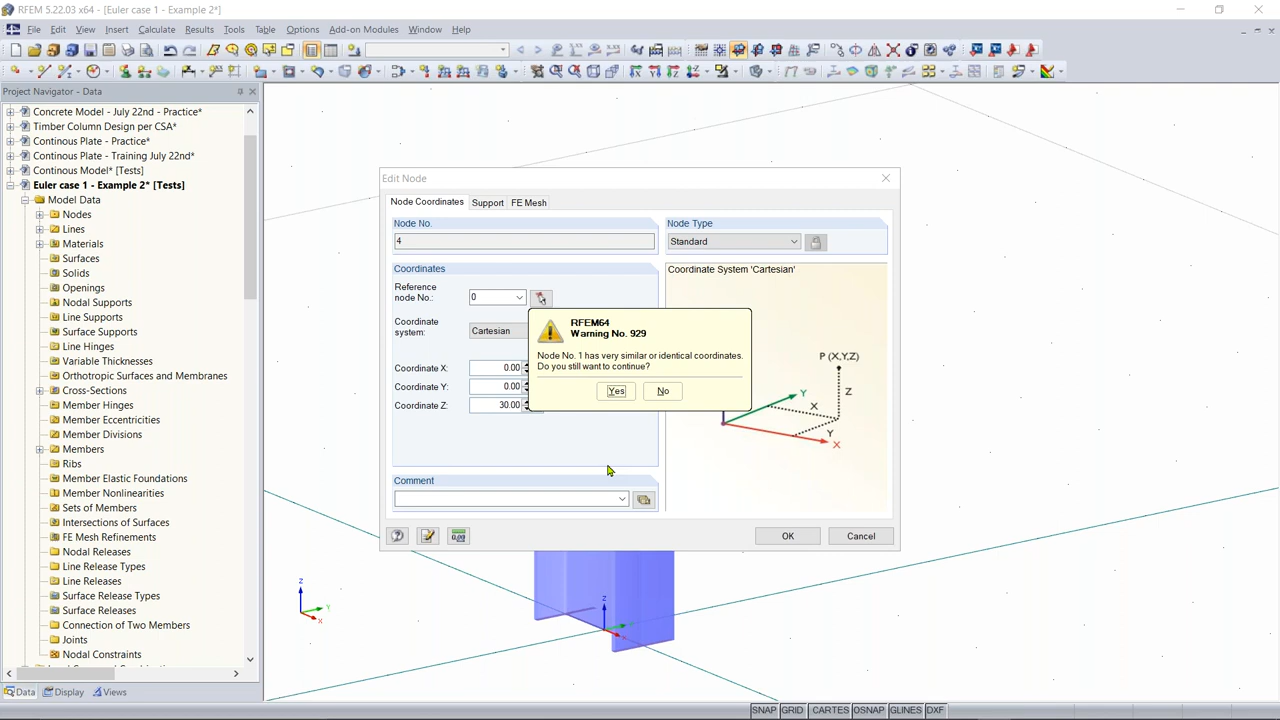 RFEM 5.22.03 x64 - [Euler case 1 - Example 2*]
File Edit View Insert Calculate Results Tools Table Options Add-on Modules Window Help
Project Navigator - Data
Concrete Model - July 22nd - Practice*
Timber Column Design per CSA*
Continous Plate - Practice*
Continous Plate - Training July 22nd*
Continous Model* [Tests]
Euler case 1 - Example 2* [Tests]
Model Data
Nodes
Lines
Materials
Surfaces
Solids
Openings
Nodal Supports
Line Supports
Surface Supports
Line Hinges
Variable Thicknesses
Orthotropic Surfaces and Membranes
Cross-Sections
Member Hinges
Member Eccentricities
Member Divisions
Members
Ribs
Member Elastic Foundations
Member Nonlinearities
Sets of Members
Intersections of Surfaces
FE Mesh Refinements
Nodal Releases
Line Release Types
Line Releases
Surface Release Types
Surface Releases
Connection of Two Members
Joints
Nodal Constraints
Data Display Views
Edit Node
Node Coordinates Support FE Mesh
Node No.
4
Node Type
Standard
Coordinates
Reference
node No.:
0
Coordinate
system:
Cartesian
Coordinate X: 0.00
Coordinate Y: 0.00
Coordinate Z: 30.00
Coordinate System 'Cartesian'
P (X,Y,Z)
Y
Z
X
Y
X
RFEM64
Warning No. 929
Node No. 1 has very similar or identical coordinates.
Do you still want to continue?
Yes No
Comment
0.00
OK Cancel
Z
Y
X
Z
X
SNAP GRID CARTES OSNAP GLINES DXF